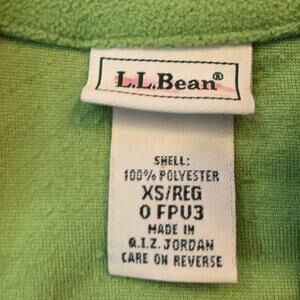 L.L.Bean®
SHELL:
100% POLYESTER
XS/REG
0 FPU3
MADE IN
Q.I.Z. JORDAN
CARE ON REVERSE